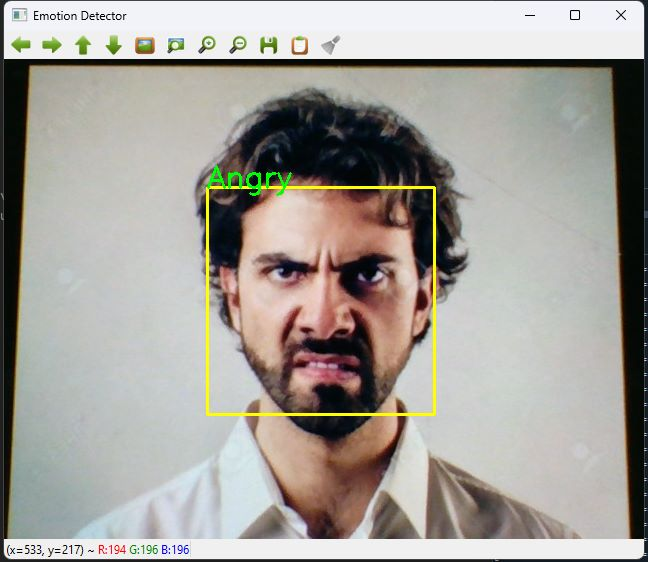 Emotion Detector
Angry
(x=533, y=217) ~ R:194 G:196 B:196